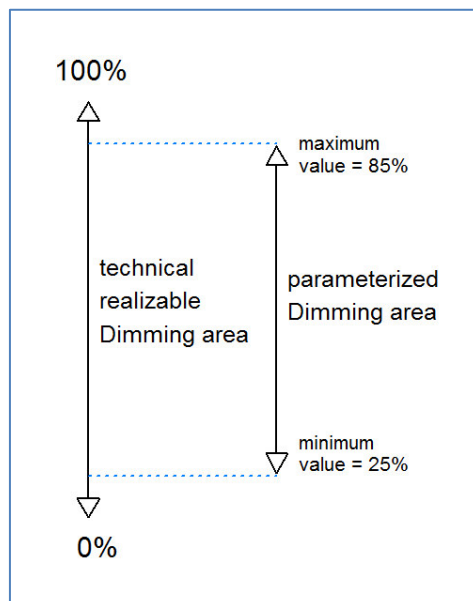 100%
maximum
value = 85%
technical
realizable
Dimming area
parameterized
Dimming area
minimum
value = 25%
0%